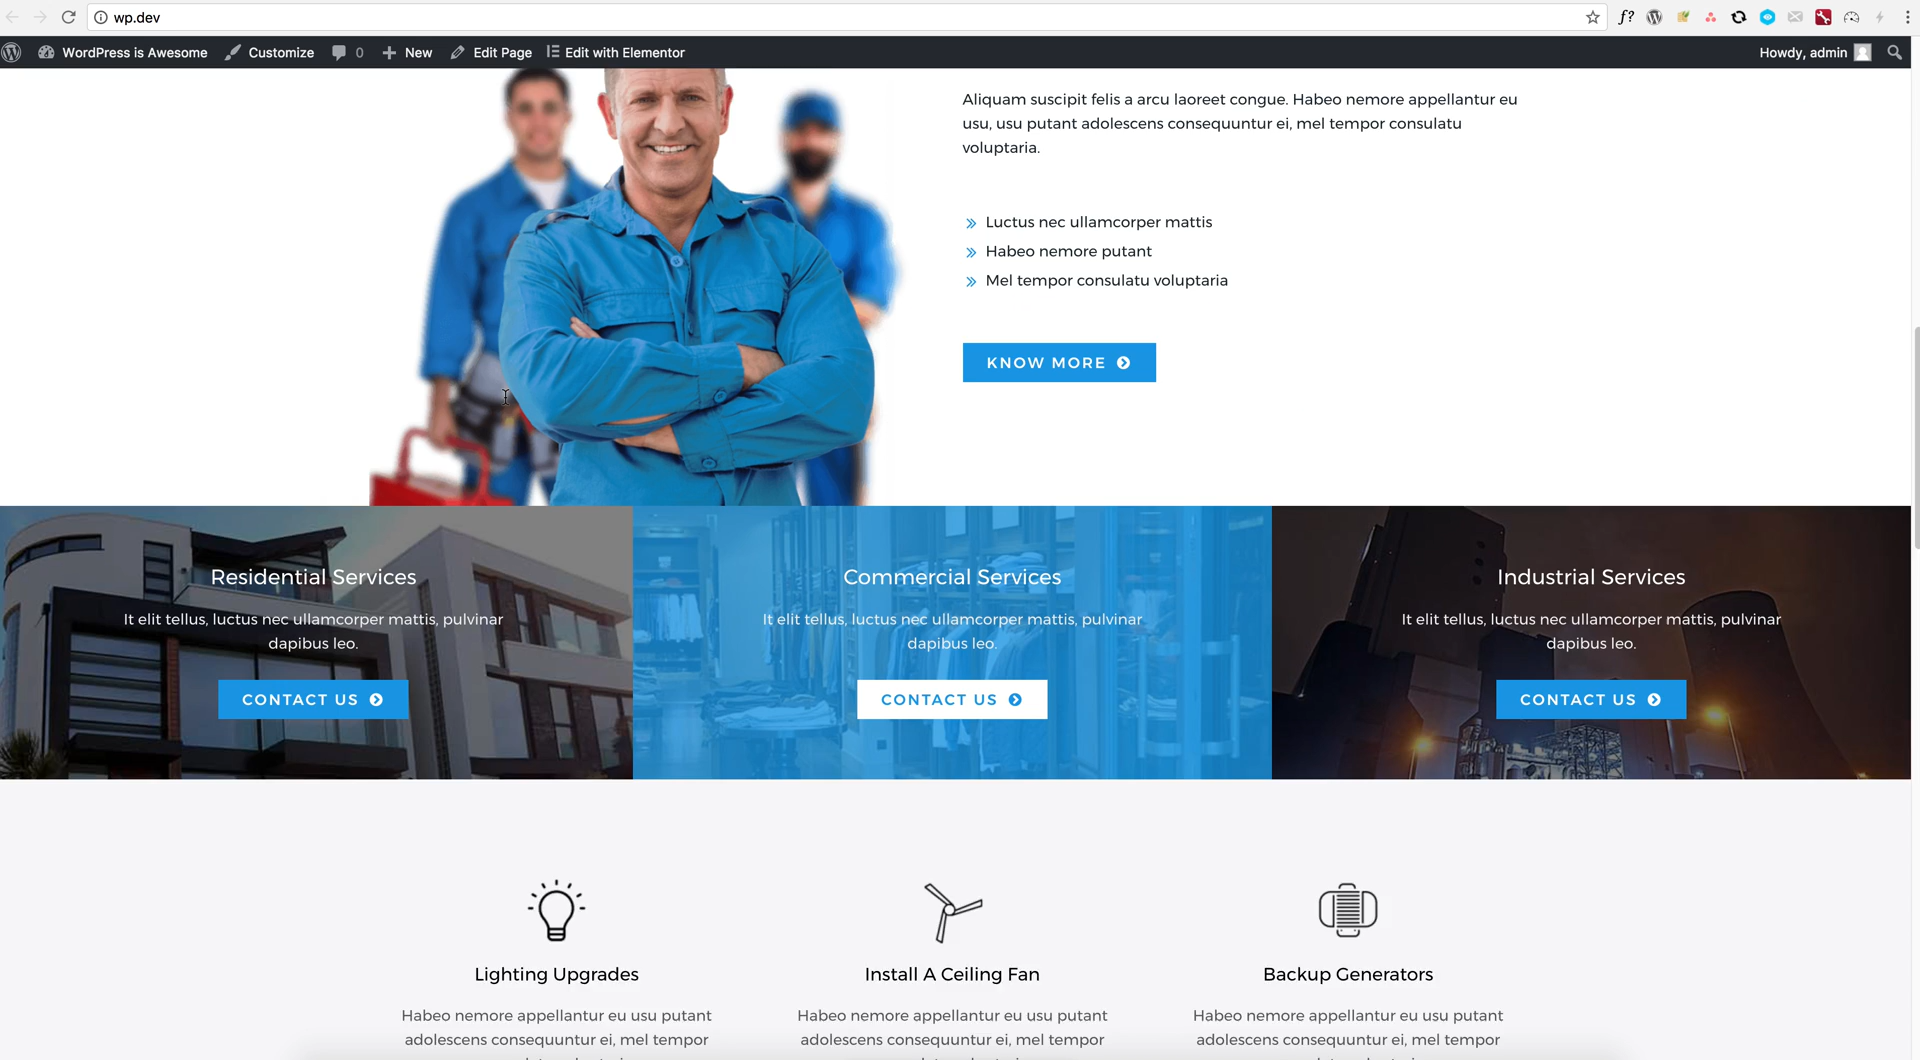 wp.dev
f?
WordPress is Awesome
Customize
0
New
Edit Page
Edit with Elementor
Howdy, admin
Aliquam suscipit felis a arcu laoreet congue. Habeo nemore appellantur eu
usu, usu putant adolescens consequuntur ei, mel tempor consulatu
voluptaria.
Luctus nec ullamcorper mattis
Habeo nemore putant
Mel tempor consulatu voluptaria
KNOW MORE
Residential Services
It elit tellus, luctus nec ullamcorper mattis, pulvinar
dapibus leo.
CONTACT US
Commercial Services
It elit tellus, luctus nec ullamcorper mattis, pulvinar
dapibus leo.
CONTACT US
Industrial Services
It elit tellus, luctus nec ullamcorper mattis, pulvinar
dapibus leo.
CONTACT US
Lighting Upgrades
Habeo nemore appellantur eu usu putant
adolescens consequuntur ei, mel tempor
Install A Ceiling Fan
Habeo nemore appellantur eu usu putant
adolescens consequuntur ei, mel tempor
Backup Generators
Habeo nemore appellantur eu usu putant
adolescens consequuntur ei, mel tempor